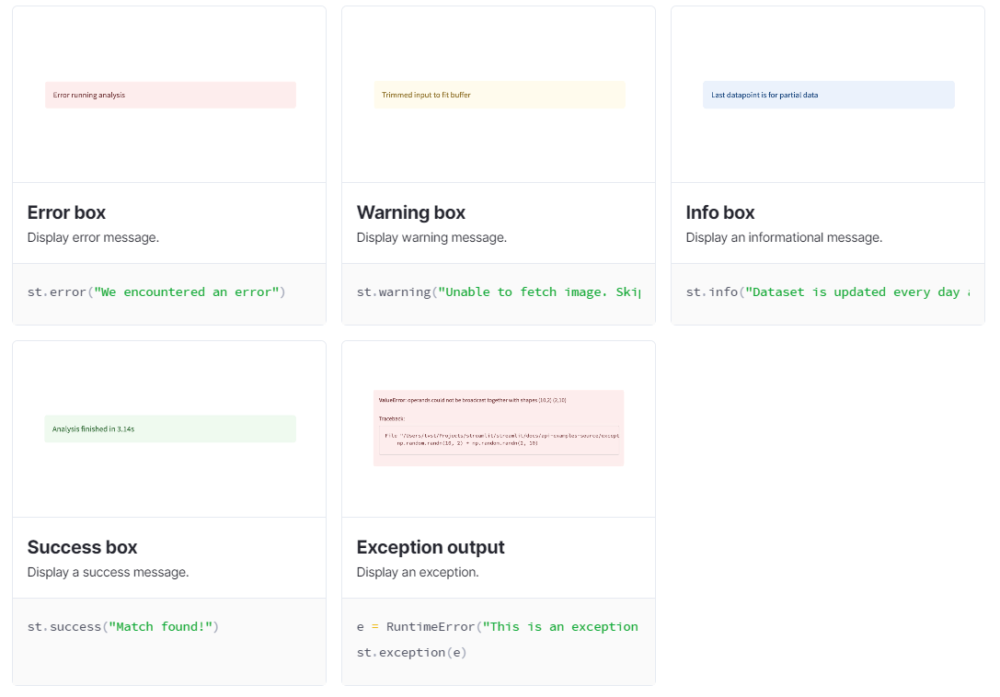 Error running analysis
Error box
Display error message.
st.error("We encountered an error")
Trimmed input to fit buffer
Warning box
Display warning message.
st.warning("Unable to fetch image. Skip
Last datapoint is for partial data
Info box
Display an informational message.
st.info("Dataset is updated every day
Analysis finished in 3.14s
Success box
Display a success message.
st.success("Match found!")
ValueError: operands could not be broadcast together with shapes (10,2) (2,10)
Traceback:
File "/Users/tvst/Projects/streamlit/streamlit/docs/api-examples-source/except
np.random.randn(10, 2) + np.random.randn(2, 10)
Exception output
Display an exception.
e = RuntimeError("This is an exception
st.exception(e)